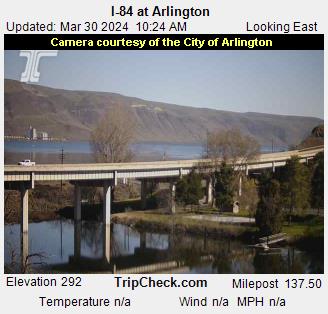 I-84 at Arlington
Updated: Mar 30 2024 10:24 AM Looking East
Camera courtesy of the City of Arlington
Elevation 292 TripCheck.com Milepost 137.50
Temperature n/a Wind n/a MPH n/a